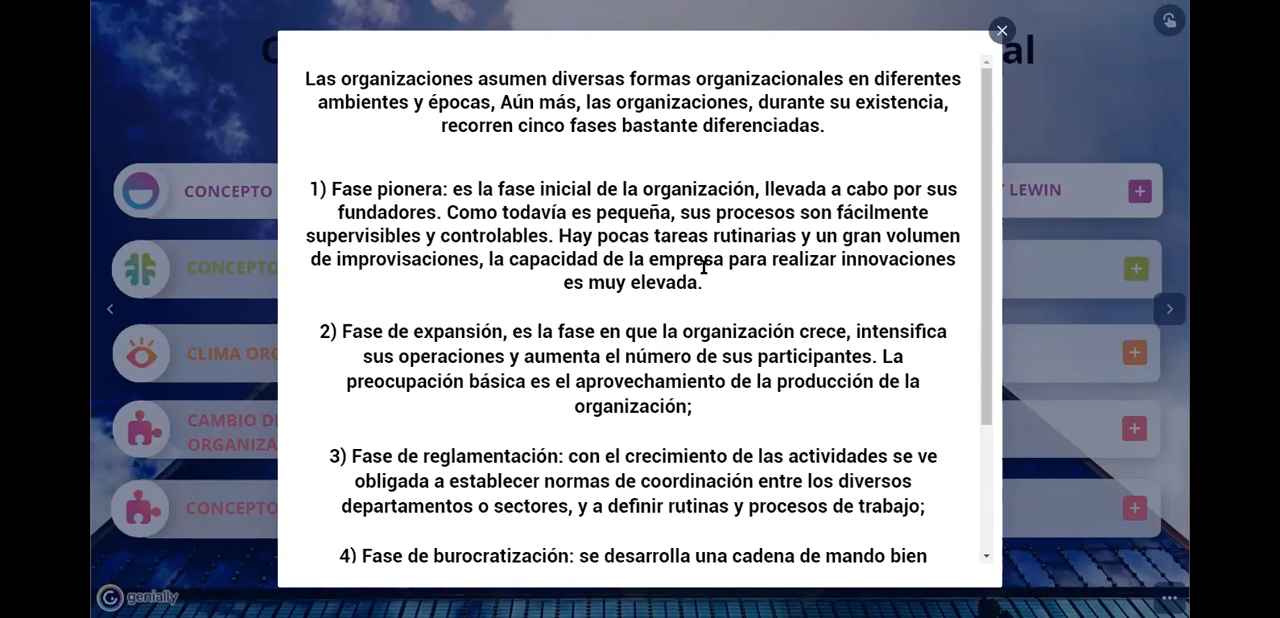 al
Las organizaciones asumen diversas formas organizacionales en diferentes
ambientes y épocas, Aún más, las organizaciones, durante su existencia,
recorren cinco fases bastante diferenciadas.
1) Fase pionera: es la fase inicial de la organización, llevada a cabo por sus
fundadores. Como todavía es pequeña, sus procesos son fácilmente
supervisibles y controlables. Hay pocas tareas rutinarias y un gran volumen
de improvisaciones, la capacidad de la empresa para realizar innovaciones
es muy elevada.
2) Fase de expansión, es la fase en que la organización crece, intensifica
sus operaciones y aumenta el número de sus participantes. La
preocupación básica es el aprovechamiento de la producción de la
organización;
3) Fase de reglamentación: con el crecimiento de las actividades se ve
obligada a establecer normas de coordinación entre los diversos
departamentos o sectores, y a definir rutinas y procesos de trabajo;
4) Fase de burocratización: se desarrolla una cadena de mando bien
CONCEPTO
CONCEPTO
CLIMA ORG
CAMBIO DE
ORGANIZA
CONCEPTO
LEWIN
genially